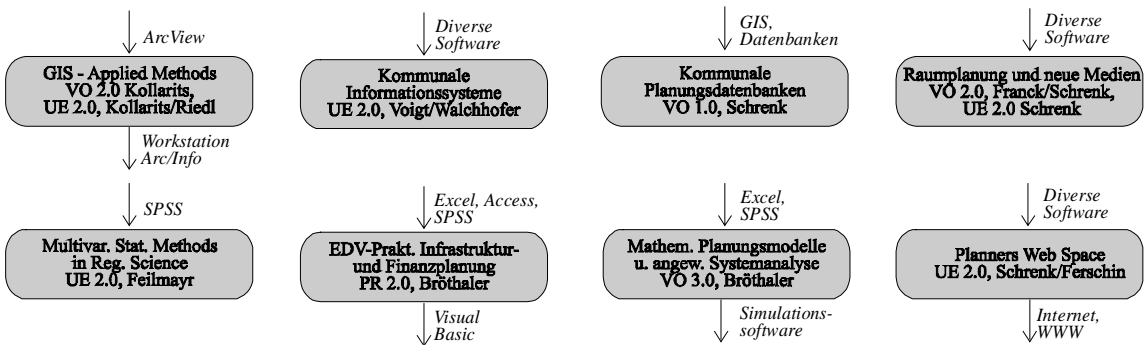 ArcView
GIS - Applied Methods
VO 2.0 Kollarits,
UE 2.0, Kollarits/Riedl
Workstation
Arc/Info
Diverse
Software
Kommunale
Informationssysteme
UE 2.0, Voigt/Walchhofer
GIS,
Datenbanken
Kommunale
Planungsdatenbanken
VO 1.0, Schrenk
Diverse
Software
Raumplanung und neue Medien
VO 2.0, Franck/Schrenk,
UE 2.0 Schrenk
SPSS
Multivar. Stat. Methods
in Reg. Science
UE 2.0, Feilmayr
Excel, Access,
SPSS
EDV-Prakt. Infrastruktur-
und Finanzplanung
PR 2.0, Bröthaler
Visual
Basic
Excel,
SPSS
Mathem. Planungsmodelle
u. angew. Systemanalyse
VO 3.0, Bröthaler
Simulations-
software
Diverse
Software
Planners Web Space
UE 2.0, Schrenk/Ferschin
Internet,
WWW